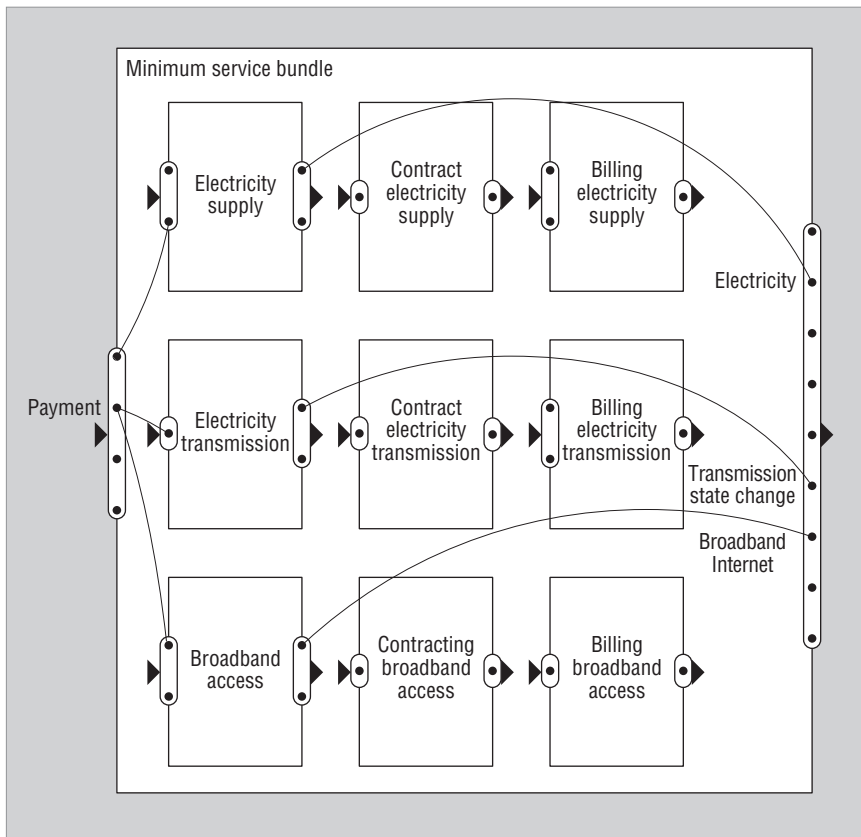 Minimum service bundle
Electricity
supply
Contract
electricity
supply
Billing
electricity
supply
Electricity
Payment
Electricity
transmission
Contract
electricity
transmission
Billing
electricity
transmission
Transmission
state change
Broadband
Internet
Broadband
access
Contracting
broadband
access
Billing
broadband
access